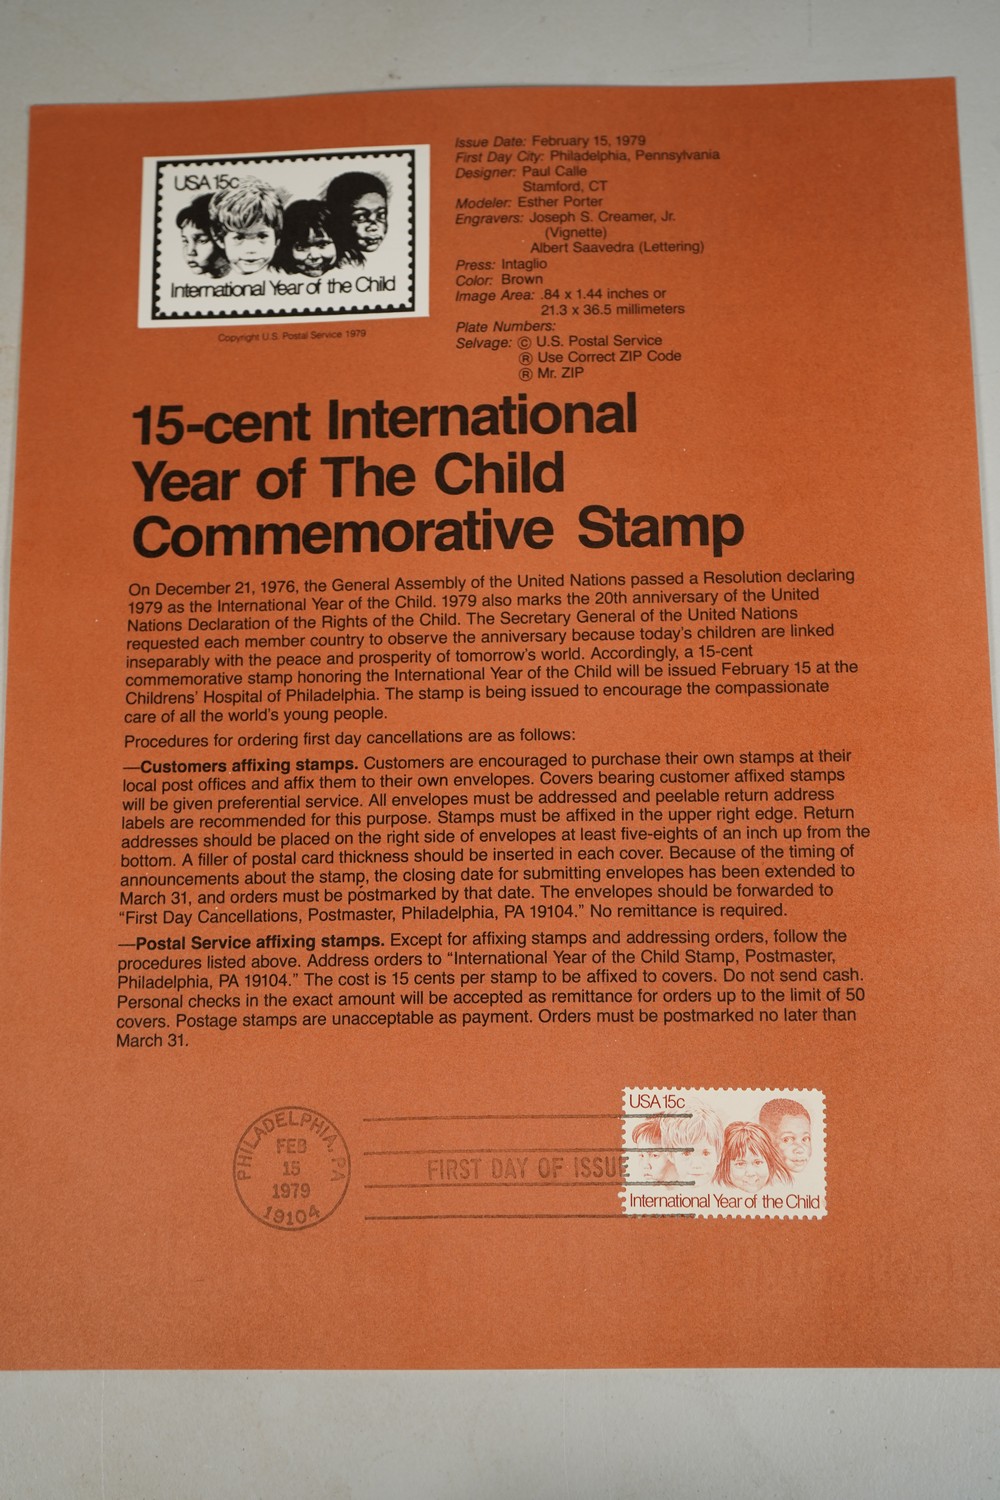 USA 15c
International Year of the Child
Copyright U.S. Postal Service 1979
Issue Date: February 15, 1979
First Day City: Philadelphia, Pennsylvania
Designer: Paul Calle
Stamford, CT
Modeler: Esther Porter
Engravers: Joseph S. Creamer, Jr.
(Vignette)
Albert Saavedra (Lettering)
Press: Intaglio
Color: Brown
Image Area: .84 x 1.44 inches or
21.3 x 36.5 millimeters
Plate Numbers:
Selvage: © U.S. Postal Service
® Use Correct ZIP Code
® Mr. ZIP
15-cent International
Year of The Child
Commemorative Stamp
On December 21, 1976, the General Assembly of the United Nations passed a Resolution declaring
1979 as the International Year of the Child. 1979 also marks the 20th anniversary of the United
Nations Declaration of the Rights of the Child. The Secretary General of the United Nations
requested each member country to observe the anniversary because today's children are linked
inseparably with the peace and prosperity of tomorrow's world. Accordingly, a 15-cent
commemorative stamp honoring the International Year of the Child will be issued February 15 at the
Childrens' Hospital of Philadelphia. The stamp is being issued to encourage the compassionate
care of all the world's young people.
Procedures for ordering first day cancellations are as follows:
—Customers affixing stamps. Customers are encouraged to purchase their own stamps at their
local post offices and affix them to their own envelopes. Covers bearing customer affixed stamps
will be given preferential service. All envelopes must be addressed and peelable return address
labels are recommended for this purpose. Stamps must be affixed in the upper right edge. Return
addresses should be placed on the right side of envelopes at least five-eights of an inch up from the
bottom. A filler of postal card thickness should be inserted in each cover. Because of the timing of
announcements about the stamp, the closing date for submitting envelopes has been extended to
March 31, and orders must be postmarked by that date. The envelopes should be forwarded to
“First Day Cancellations, Postmaster, Philadelphia, PA 19104.” No remittance is required.
—Postal Service affixing stamps. Except for affixing stamps and addressing orders, follow the
procedures listed above. Address orders to “International Year of the Child Stamp, Postmaster,
Philadelphia, PA 19104.” The cost is 15 cents per stamp to be affixed to covers. Do not send cash.
Personal checks in the exact amount will be accepted as remittance for orders up to the limit of 50
covers. Postage stamps are unacceptable as payment. Orders must be postmarked no later than
March 31.
PHILADELPHIA, PA
FEB
15
1979
19104
FIRST DAY OF ISSUE
USA 15c
International Year of the Child